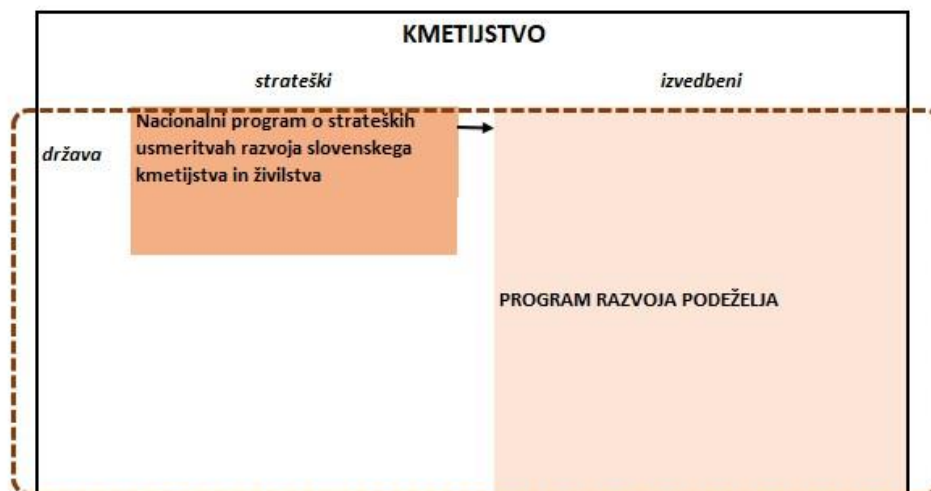 KMETIJSTVO
strateški
izvedbeni
država
Nacionalni program o strateških
usmeritvah razvoja slovenskega
kmetijstva in živilstva
PROGRAM RAZVOJA PODEŽELJA